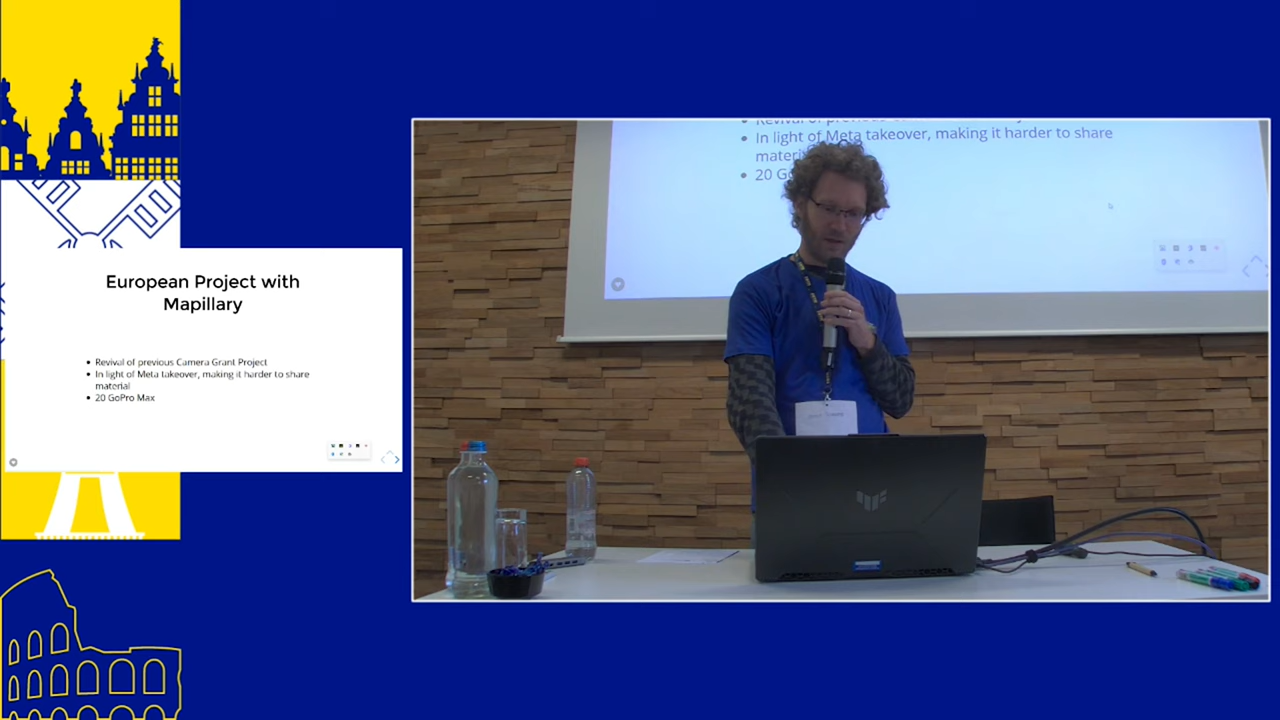 European Project with
Mapillary
Revival of previous Camera Grant Project
In light of Meta takeover, making it harder to share
material
20 GoPro Max
In light of Meta takeover, making it harder to share